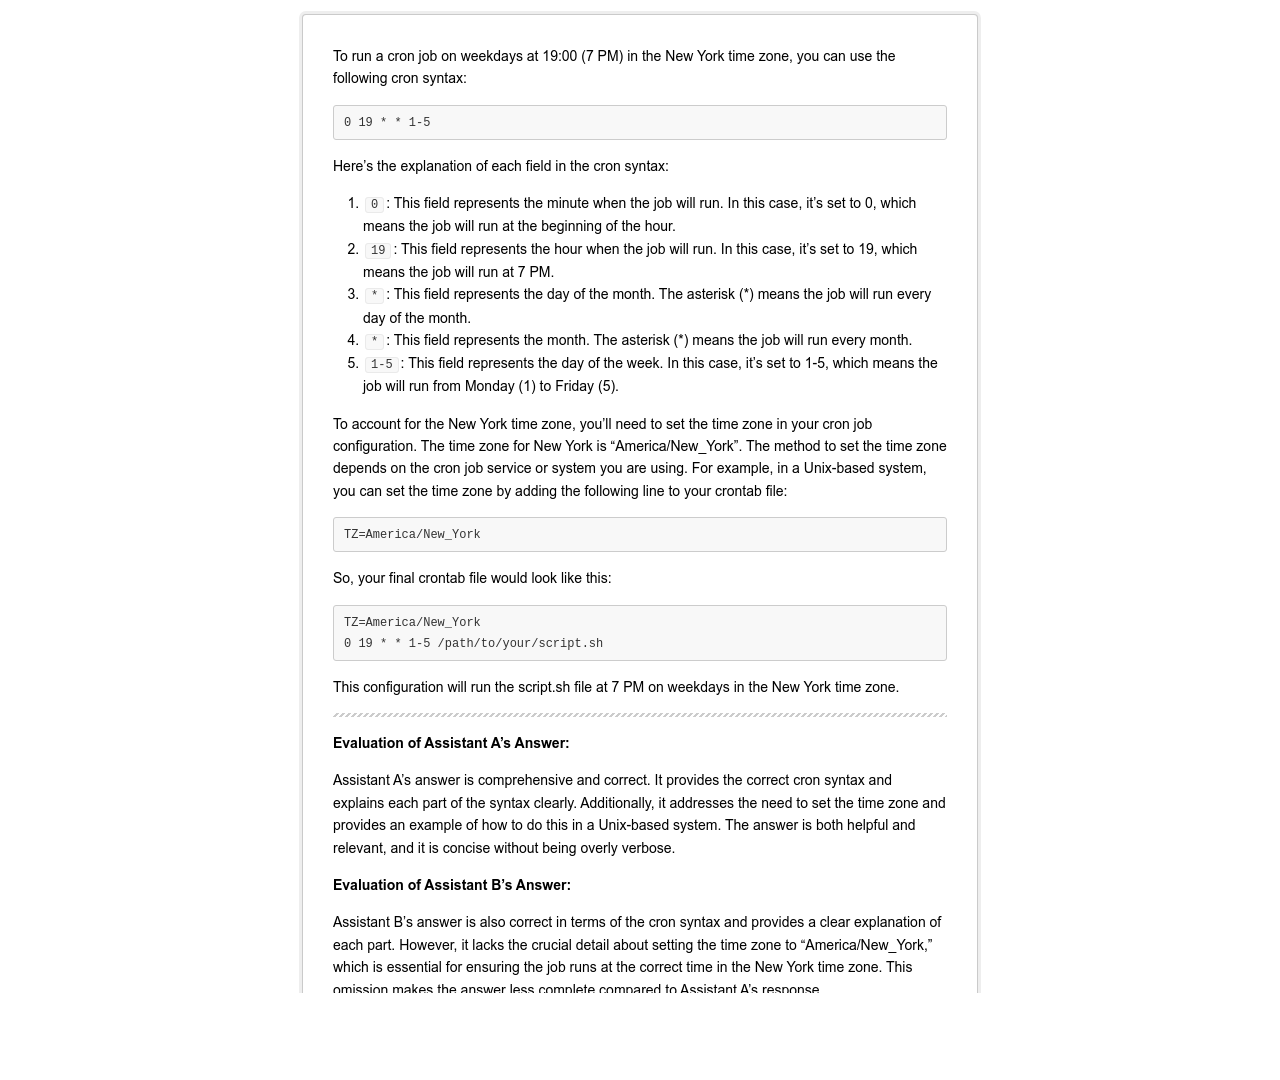 To run a cron job on weekdays at 19:00 (7 PM) in the New York time zone, you can use the
following cron syntax:
0 19 * * 1-5
Here’s the explanation of each field in the cron syntax:
1. 0 : This field represents the minute when the job will run. In this case, it’s set to 0, which
means the job will run at the beginning of the hour.
2. 19 : This field represents the hour when the job will run. In this case, it’s set to 19, which
means the job will run at 7 PM.
3. * : This field represents the day of the month. The asterisk (*) means the job will run every
day of the month.
4. * : This field represents the month. The asterisk (*) means the job will run every month.
5. 1-5 : This field represents the day of the week. In this case, it’s set to 1-5, which means the
job will run from Monday (1) to Friday (5).
To account for the New York time zone, you’ll need to set the time zone in your cron job
configuration. The time zone for New York is “America/New_York”. The method to set the time zone
depends on the cron job service or system you are using. For example, in a Unix-based system,
you can set the time zone by adding the following line to your crontab file:
TZ=America/New_York
So, your final crontab file would look like this:
TZ=America/New_York
0 19 * * 1-5 /path/to/your/script.sh
This configuration will run the script.sh file at 7 PM on weekdays in the New York time zone.
Evaluation of Assistant A’s Answer:
Assistant A’s answer is comprehensive and correct. It provides the correct cron syntax and
explains each part of the syntax clearly. Additionally, it addresses the need to set the time zone and
provides an example of how to do this in a Unix-based system. The answer is both helpful and
relevant, and it is concise without being overly verbose.
Evaluation of Assistant B’s Answer:
Assistant B’s answer is also correct in terms of the cron syntax and provides a clear explanation of
each part. However, it lacks the crucial detail about setting the time zone to “America/New_York,”
which is essential for ensuring the job runs at the correct time in the New York time zone. This
omission makes the answer less complete compared to Assistant A’s response.